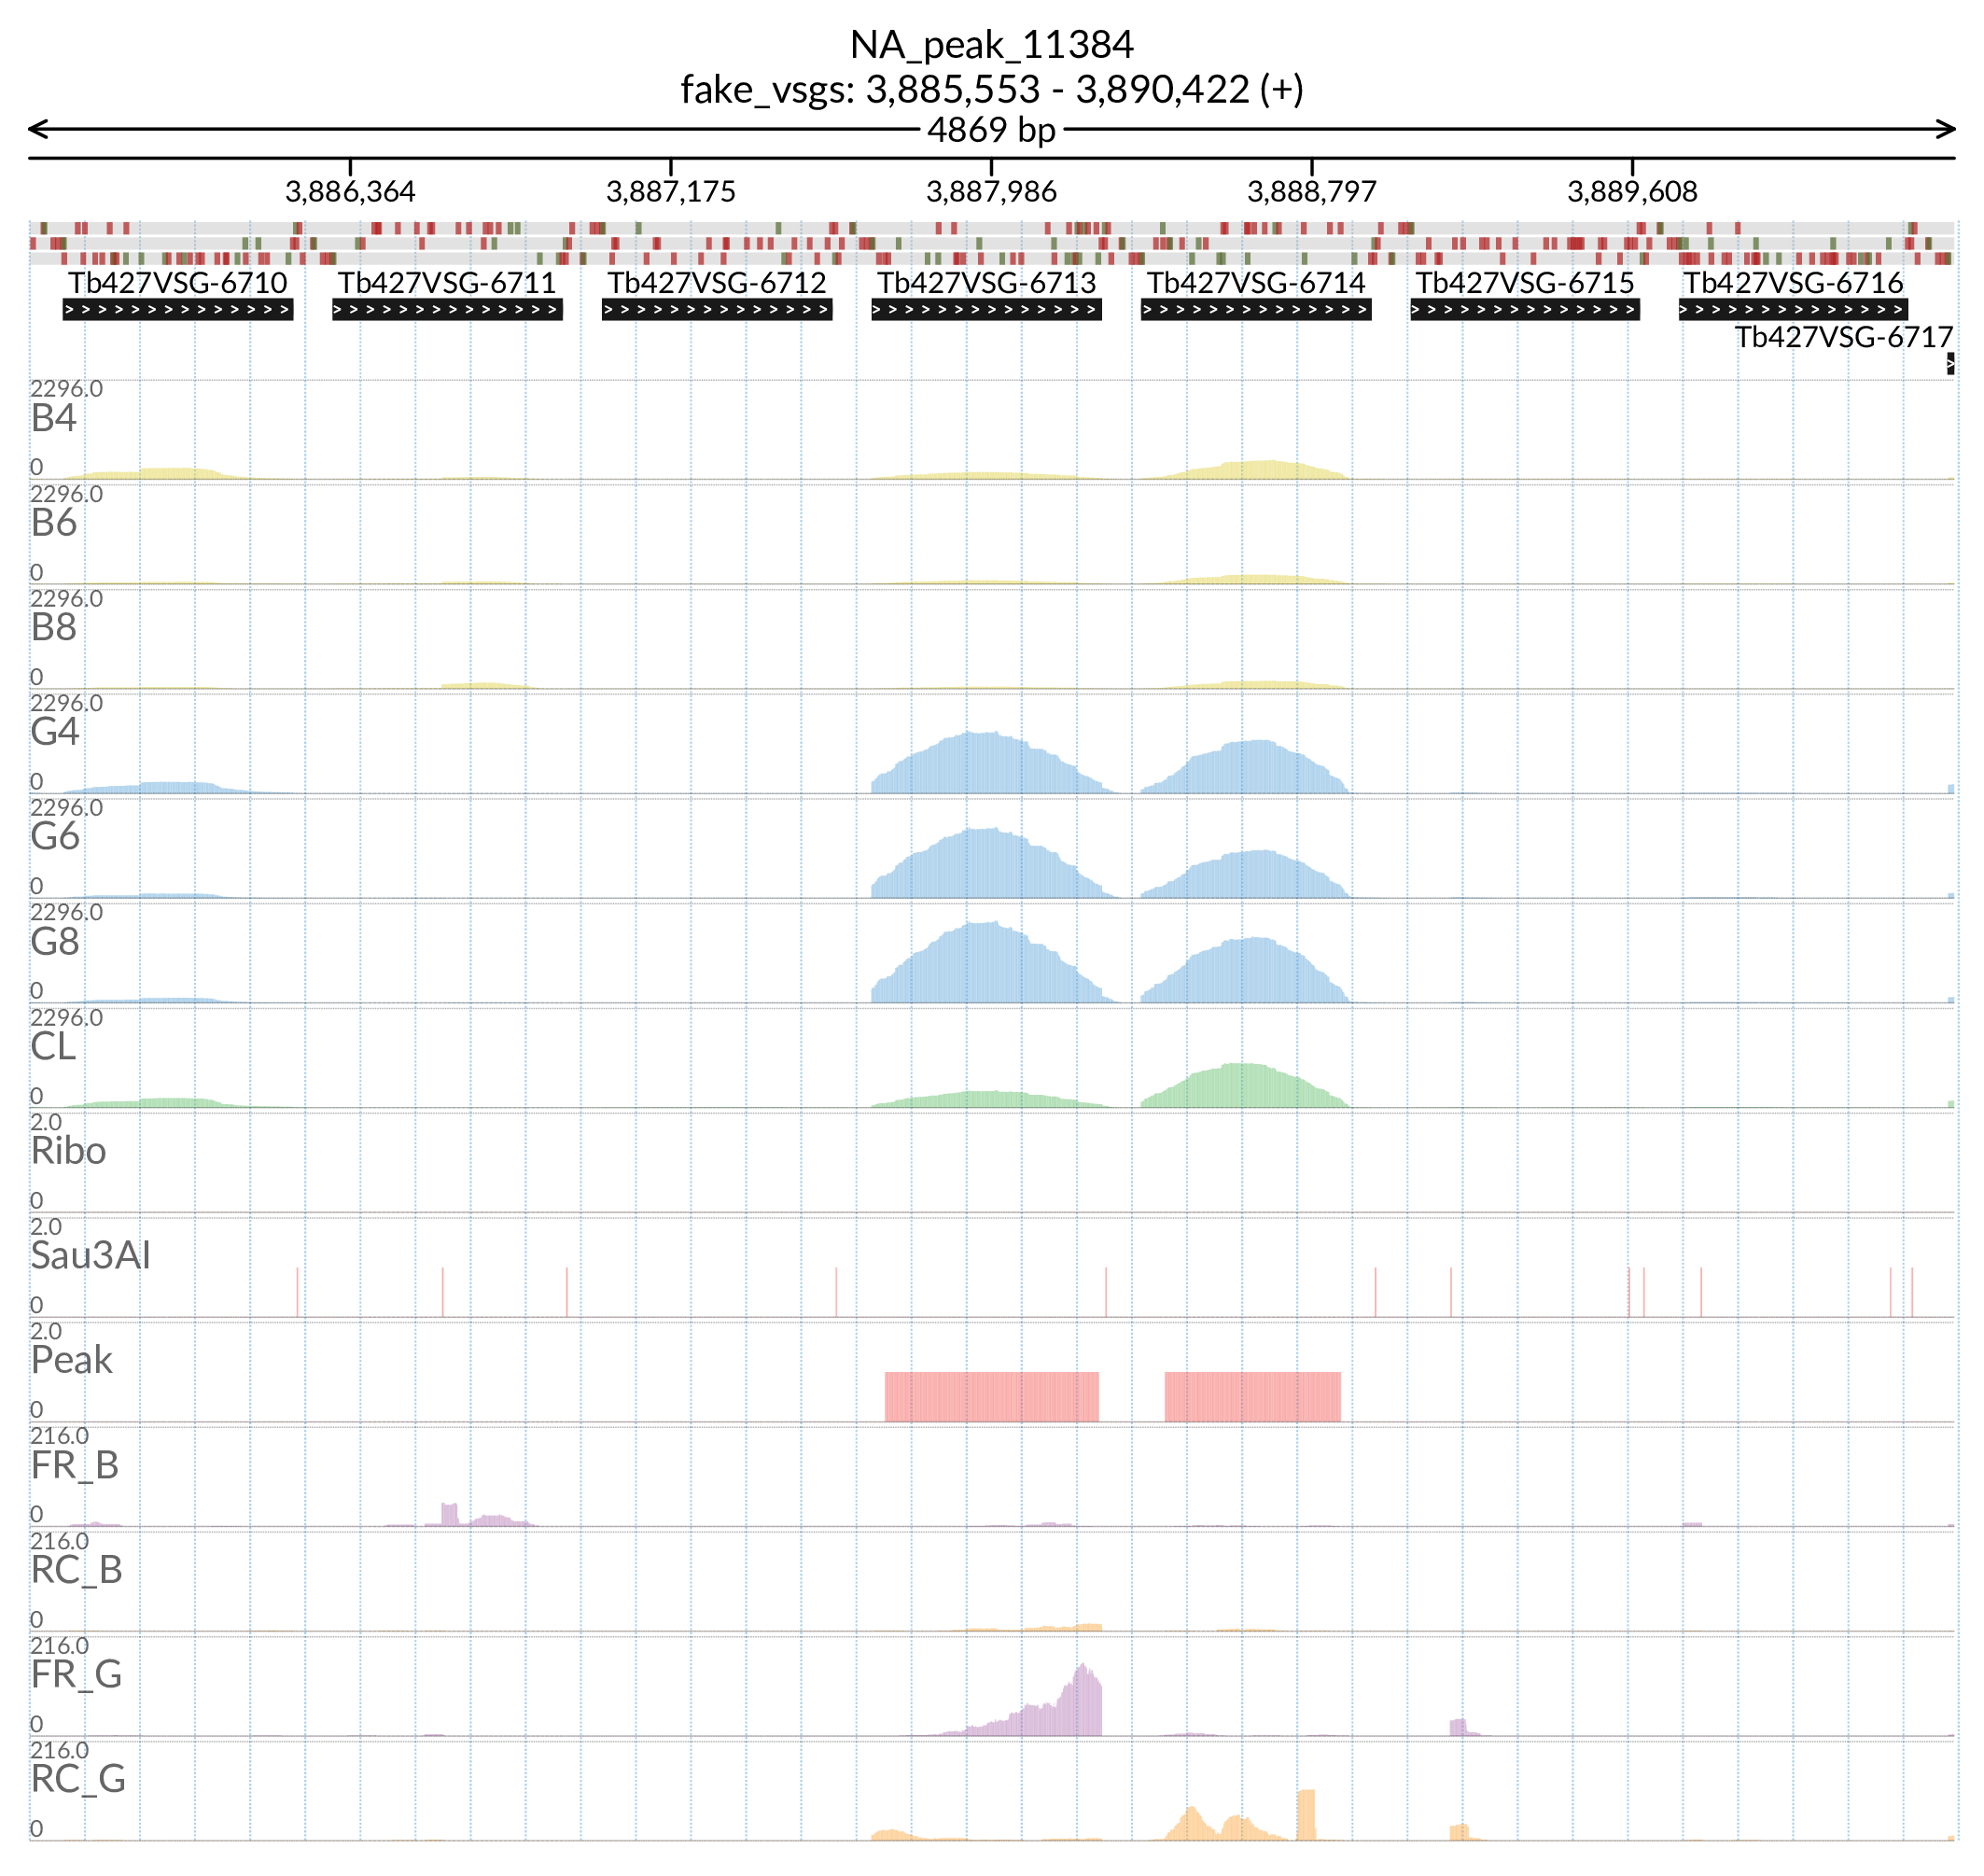 NA_peak_11384
fake_vsgs: 3,885,553 - 3,890,422 (+)
4869 bp
3,886,364 3,887,175 3,887,986 3,888,797 3,889,608
Tb427VSG-6710 Tb427VSG-6711 Tb427VSG-6712 Tb427VSG-6713 Tb427VSG-6714 Tb427VSG-6715 Tb427VSG-6716
Tb427VSG-6717
2296.0
B4
0
2296.0
B6
0
2296.0
B8
0
2296.0
G4
0
2296.0
G6
0
2296.0
G8
0
2296.0
CL
0
2.0
Ribo
0
2.0
Sau3AI
0
2.0
Peak
0
216.0
FR_B
0
216.0
RC_B
0
216.0
FR_G
0
216.0
RC_G
0